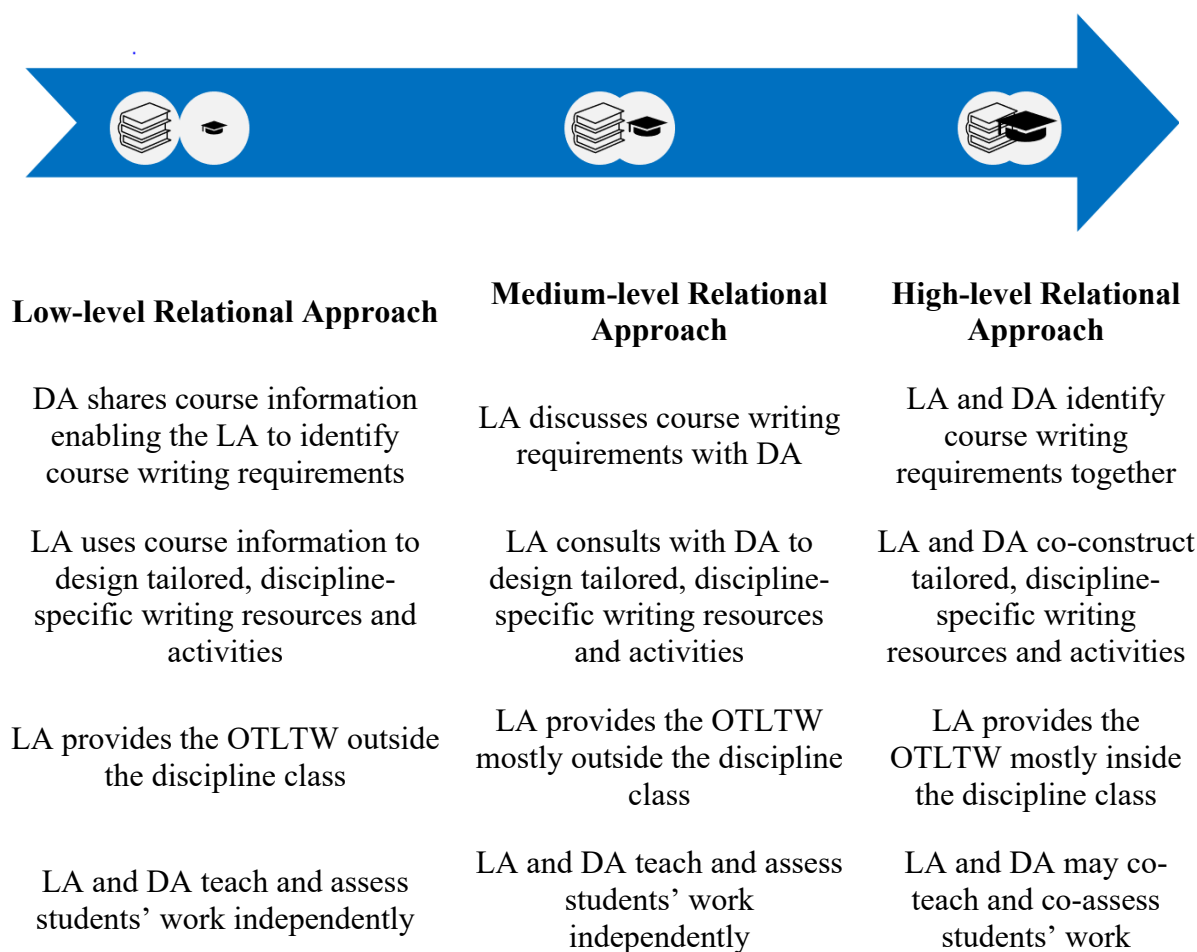 Low-level Relational Approach
Medium-level Relational
Approach
High-level Relational
Approach
DA shares course information
enabling the LA to identify
course writing requirements
LA discusses course writing
requirements with DA
LA and DA identify
course writing
requirements together
LA uses course information to
design tailored, discipline-
specific writing resources and
activities
LA consults with DA to
design tailored, discipline-
specific writing resources
and activities
LA and DA co-construct
tailored, discipline-
specific writing
resources and activities
LA provides the OTLTW outside
the discipline class
LA provides the OTLTW
mostly outside the discipline
class
LA provides the
OTLTW mostly inside
the discipline class
LA and DA teach and assess
students’ work independently
LA and DA teach and assess
students’ work
independently
LA and DA may co-
teach and co-assess
students’ work